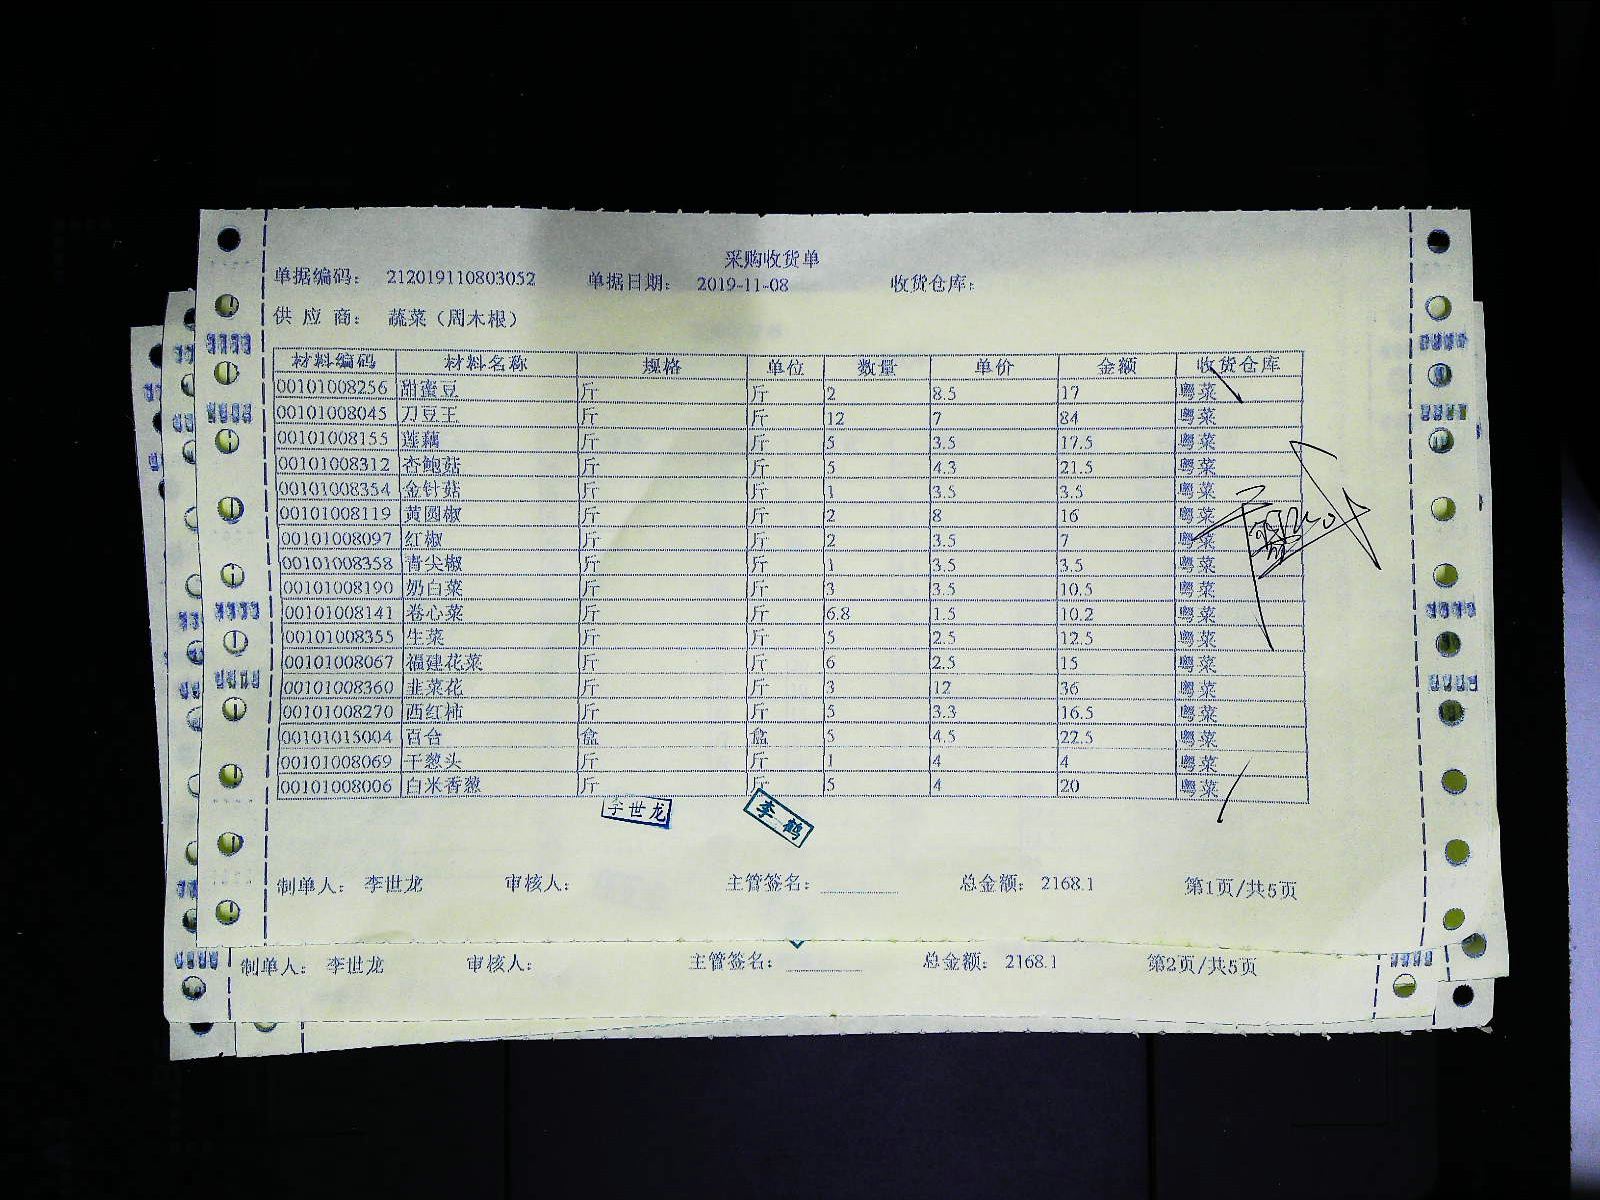 采购收货单
单据编码： 212019110803052 单据日期： 2019-11-08 收货仓库：
供 应 商： 蔬菜（周木根）
材料编码 材料名称 规格 单位 数量 单价 金额 收货仓库
00101008256 甜蜜豆 斤 斤 2 8.5 17 粤菜
00101008045 刀豆王 斤 斤 12 7 84 粤菜
00101008155 莲藕 斤 斤 5 3.5 17.5 粤菜
00101008312 杏鲍菇 斤 斤 5 4.3 21.5 粤菜
00101008354 金针菇 斤 斤 1 3.5 3.5 粤菜
00101008119 黄圆椒 斤 斤 2 8 16 粤菜
00101008097 红椒 斤 斤 2 3.5 7 粤菜
00101008358 青尖椒 斤 斤 1 3.5 3.5 粤菜
00101008190 奶白菜 斤 斤 3 3.5 10.5 粤菜
00101008141 卷心菜 斤 斤 6.8 1.5 10.2 粤菜
00101008355 生菜 斤 斤 5 2.5 12.5 粤菜
00101008067 福建花菜 斤 斤 6 2.5 15 粤菜
00101008360 韭菜花 斤 斤 3 12 36 粤菜
00101008270 西红柿 斤 斤 5 3.3 16.5 粤菜
00101015004 百合 盒 盒 5 4.5 22.5 粤菜
00101008069 干葱头 斤 斤 1 4 4 粤菜
00101008006 白米香葱 斤 斤 5 4 20 粤菜
李世龙 李鹤
制单人： 李世龙 审核人： 主管签名： 总金额： 2168.1 第1页/共5页
制单人： 李世龙 审核人： 主管签名： 总金额： 2168.1 第2页/共5页